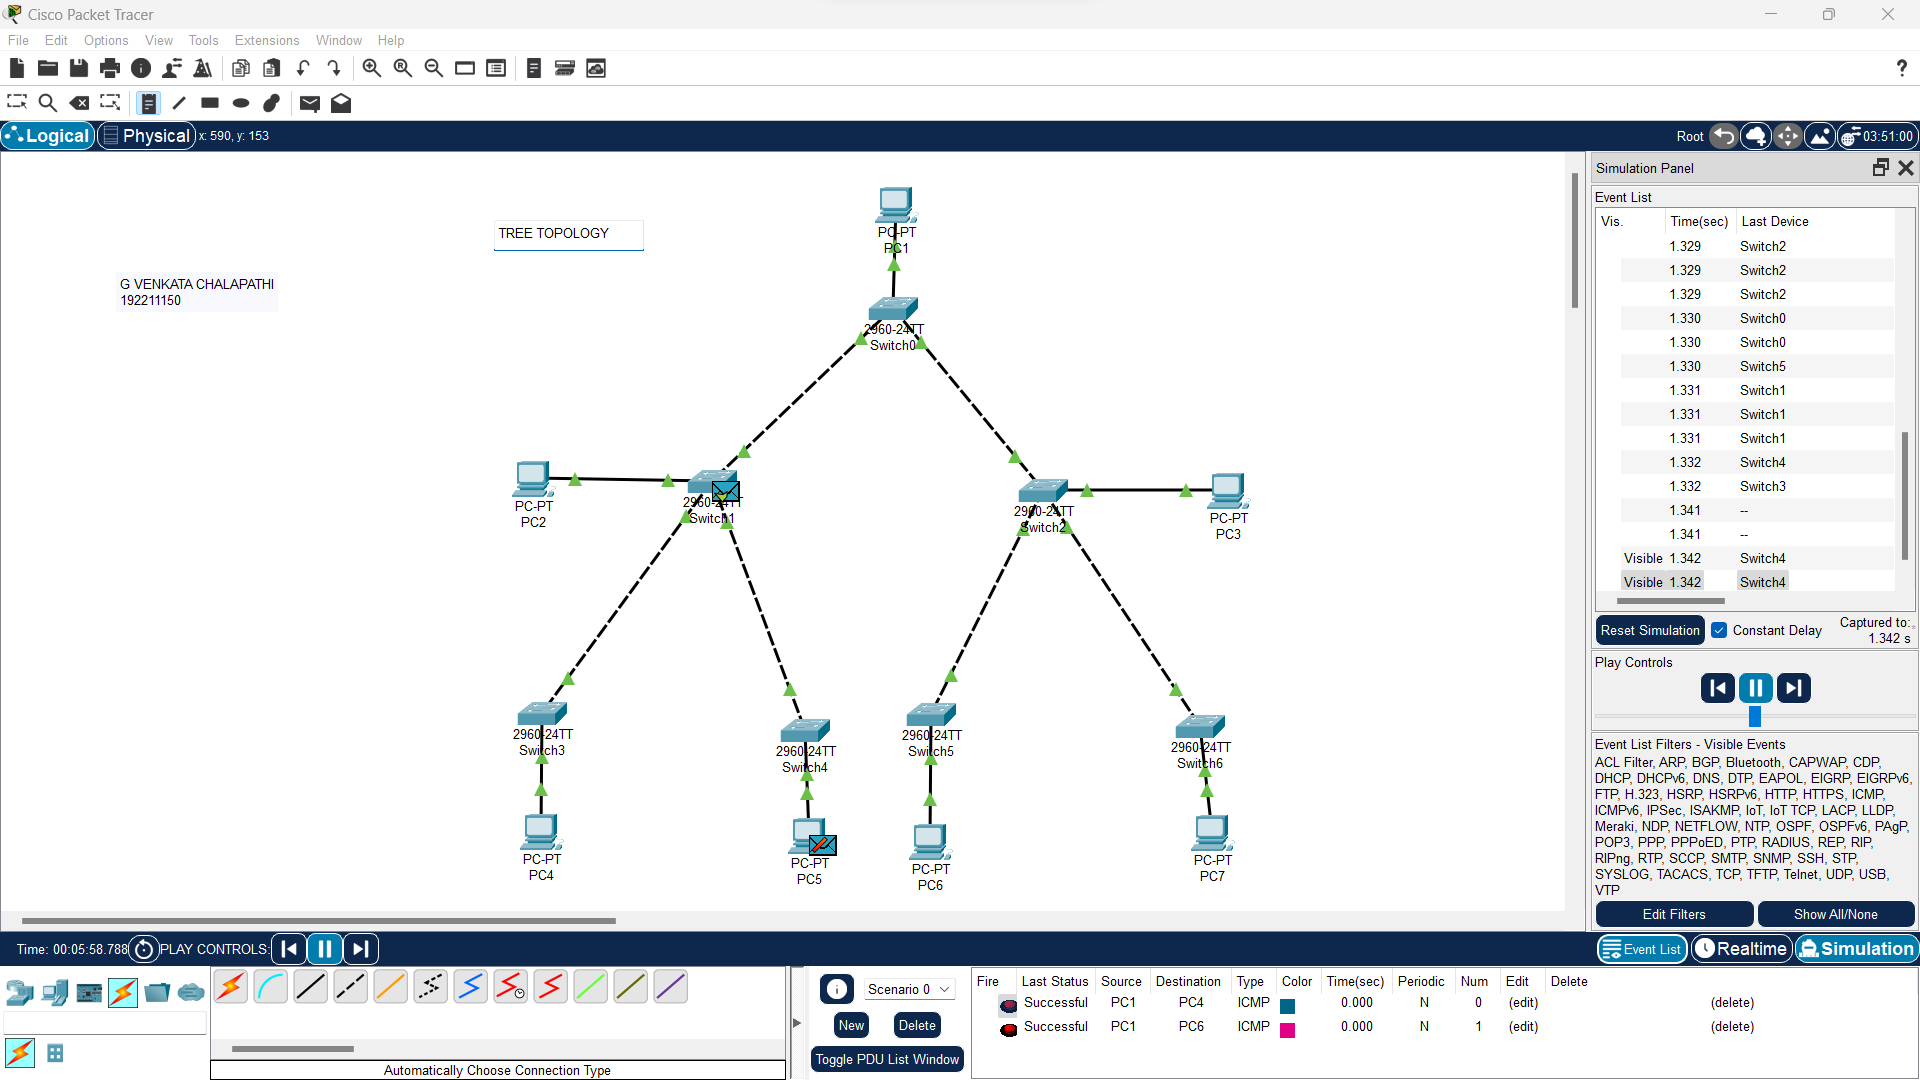 Cisco Packet Tracer
File Edit Options View Tools Extensions Window Help
Logical Physical x: 590, y: 153 Root 03:51:00
TREE TOPOLOGY
G VENKATA CHALAPATHI
192211150
PC-PT
PC1
2960-24TT
Switch0
PC-PT
PC2
2960-24TT
Switch1
2960-24TT
Switch2
PC-PT
PC3
2960-24TT
Switch3
2960-24TT
Switch4
2960-24TT
Switch5
2960-24TT
Switch6
PC-PT
PC4
PC-PT
PC5
PC-PT
PC6
PC-PT
PC7
Simulation Panel
Event List
Vis. Time(sec) Last Device
1.329 Switch2
1.329 Switch2
1.329 Switch2
1.330 Switch0
1.330 Switch0
1.330 Switch5
1.331 Switch1
1.331 Switch1
1.331 Switch1
1.332 Switch4
1.332 Switch3
1.341 --
1.341 --
Visible 1.342 Switch4
Visible 1.342 Switch4
Reset Simulation Constant Delay Captured to:
1.342 s
Play Controls
Event List Filters - Visible Events
ACL Filter, ARP, BGP, Bluetooth, CAPWAP, CDP,
DHCP, DHCPv6, DNS, DTP, EAPOL, EIGRP, EIGRPv6,
FTP, H.323, HSRP, HSRPv6, HTTP, HTTPS, ICMP,
ICMPv6, IPSec, ISAKMP, IoT, IoT TCP, LACP, LLDP,
Meraki, NDP, NETFLOW, NTP, OSPF, OSPFv6, PAgP,
POP3, PPP, PPPoED, PTP, RADIUS, REP, RIP,
RIPng, RTP, SCCP, SMTP, SNMP, SSH, STP,
SYSLOG, TACACS, TCP, TFTP, Telnet, UDP, USB,
VTP
Edit Filters Show All/None
Time: 00:05:58.788 PLAY CONTROLS: Event List Realtime Simulation
Scenario 0
New Delete
Toggle PDU List Window
Automatically Choose Connection Type
Fire Last Status Source Destination Type Color Time(sec) Periodic Num Edit Delete
Successful PC1 PC4 ICMP 0.000 N 0 (edit) (delete)
Successful PC1 PC6 ICMP 0.000 N 1 (edit) (delete)